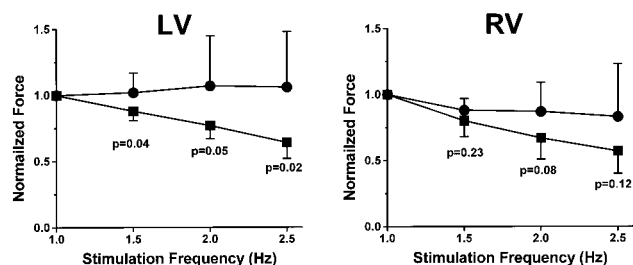 LV
Normailzed Force
1.5
1.0
0.5
0.0
p=0.04
p=0.05
p=0.02
1.0
1.5
2.0
2.5
Stimulation Frequency (Hz)
RV
Normailzed Force
1.5
1.0
0.5
0.0
p=0.23
p=0.08
p=0.12
1.0
1.5
2.0
2.5
Stimulation Frequency (Hz)